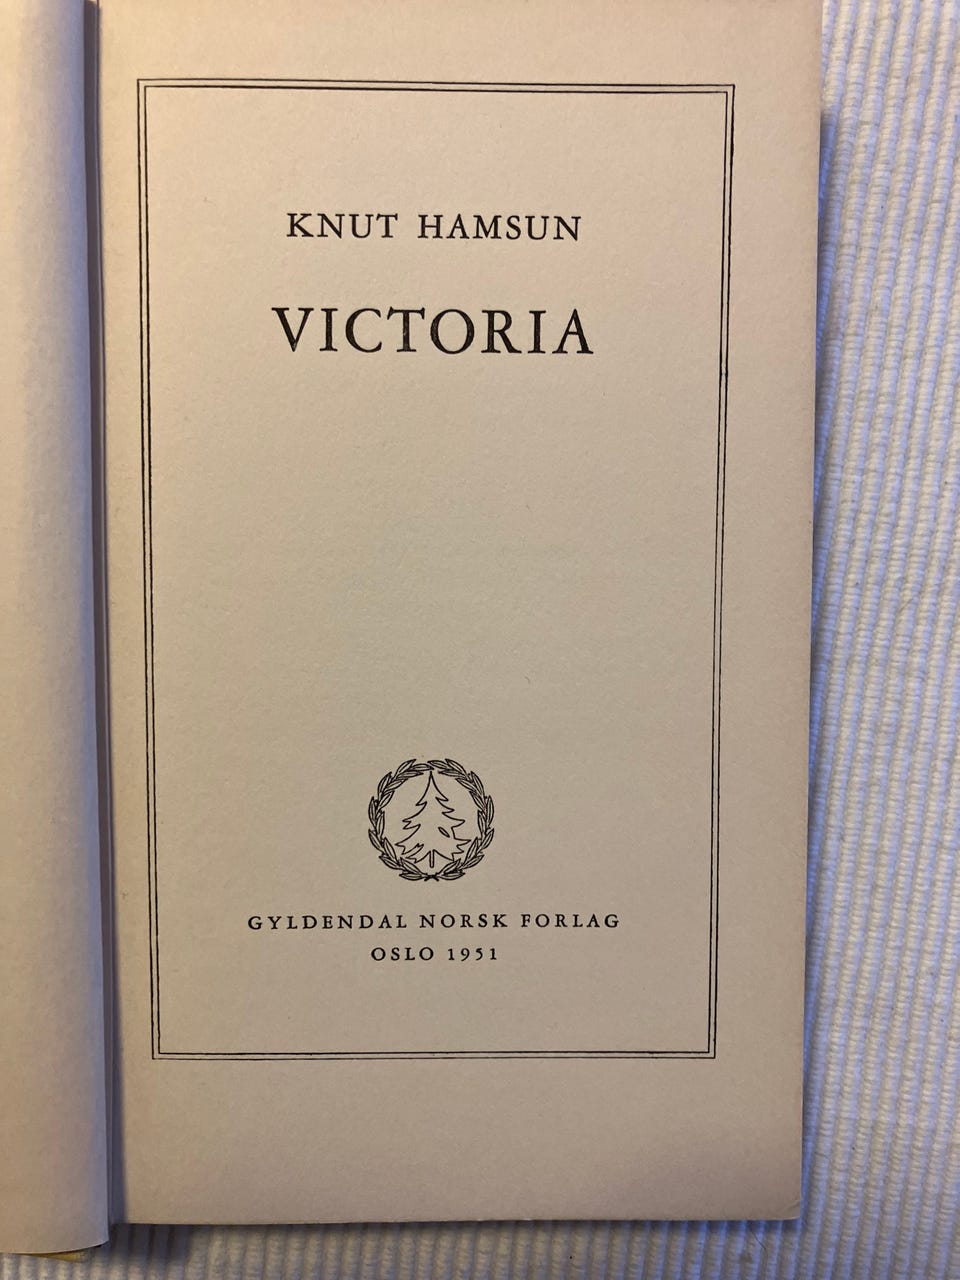 KNUT HAMSUN
VICTORIA
GYLDENDAL NORSK FORLAG
OSLO 1951